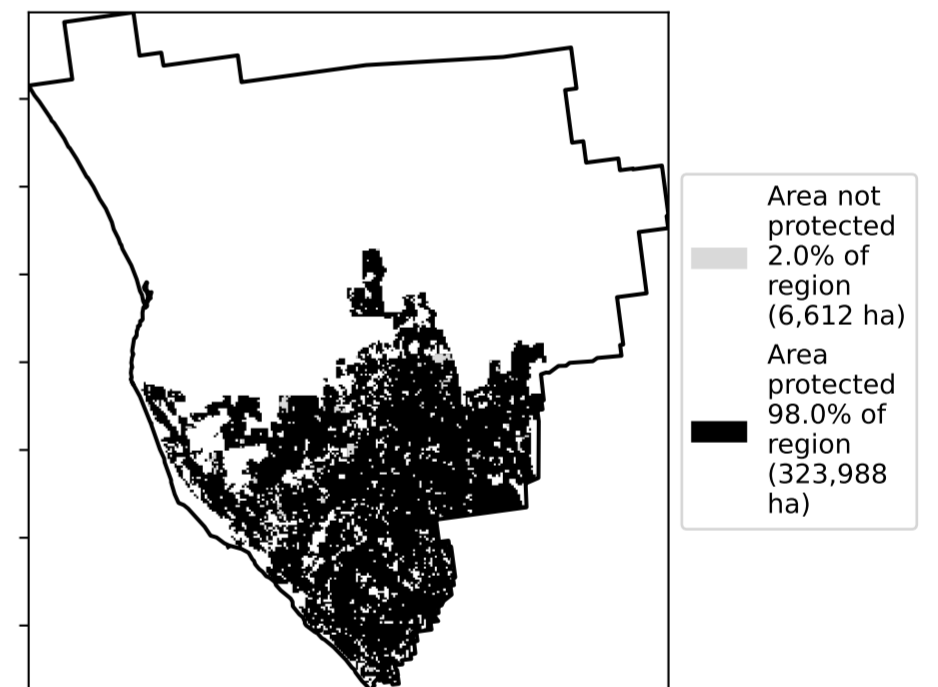 Area not
protected
2.0% of
region
(6,612 ha)
Area
protected
98.0% of
region
(323,988
ha)